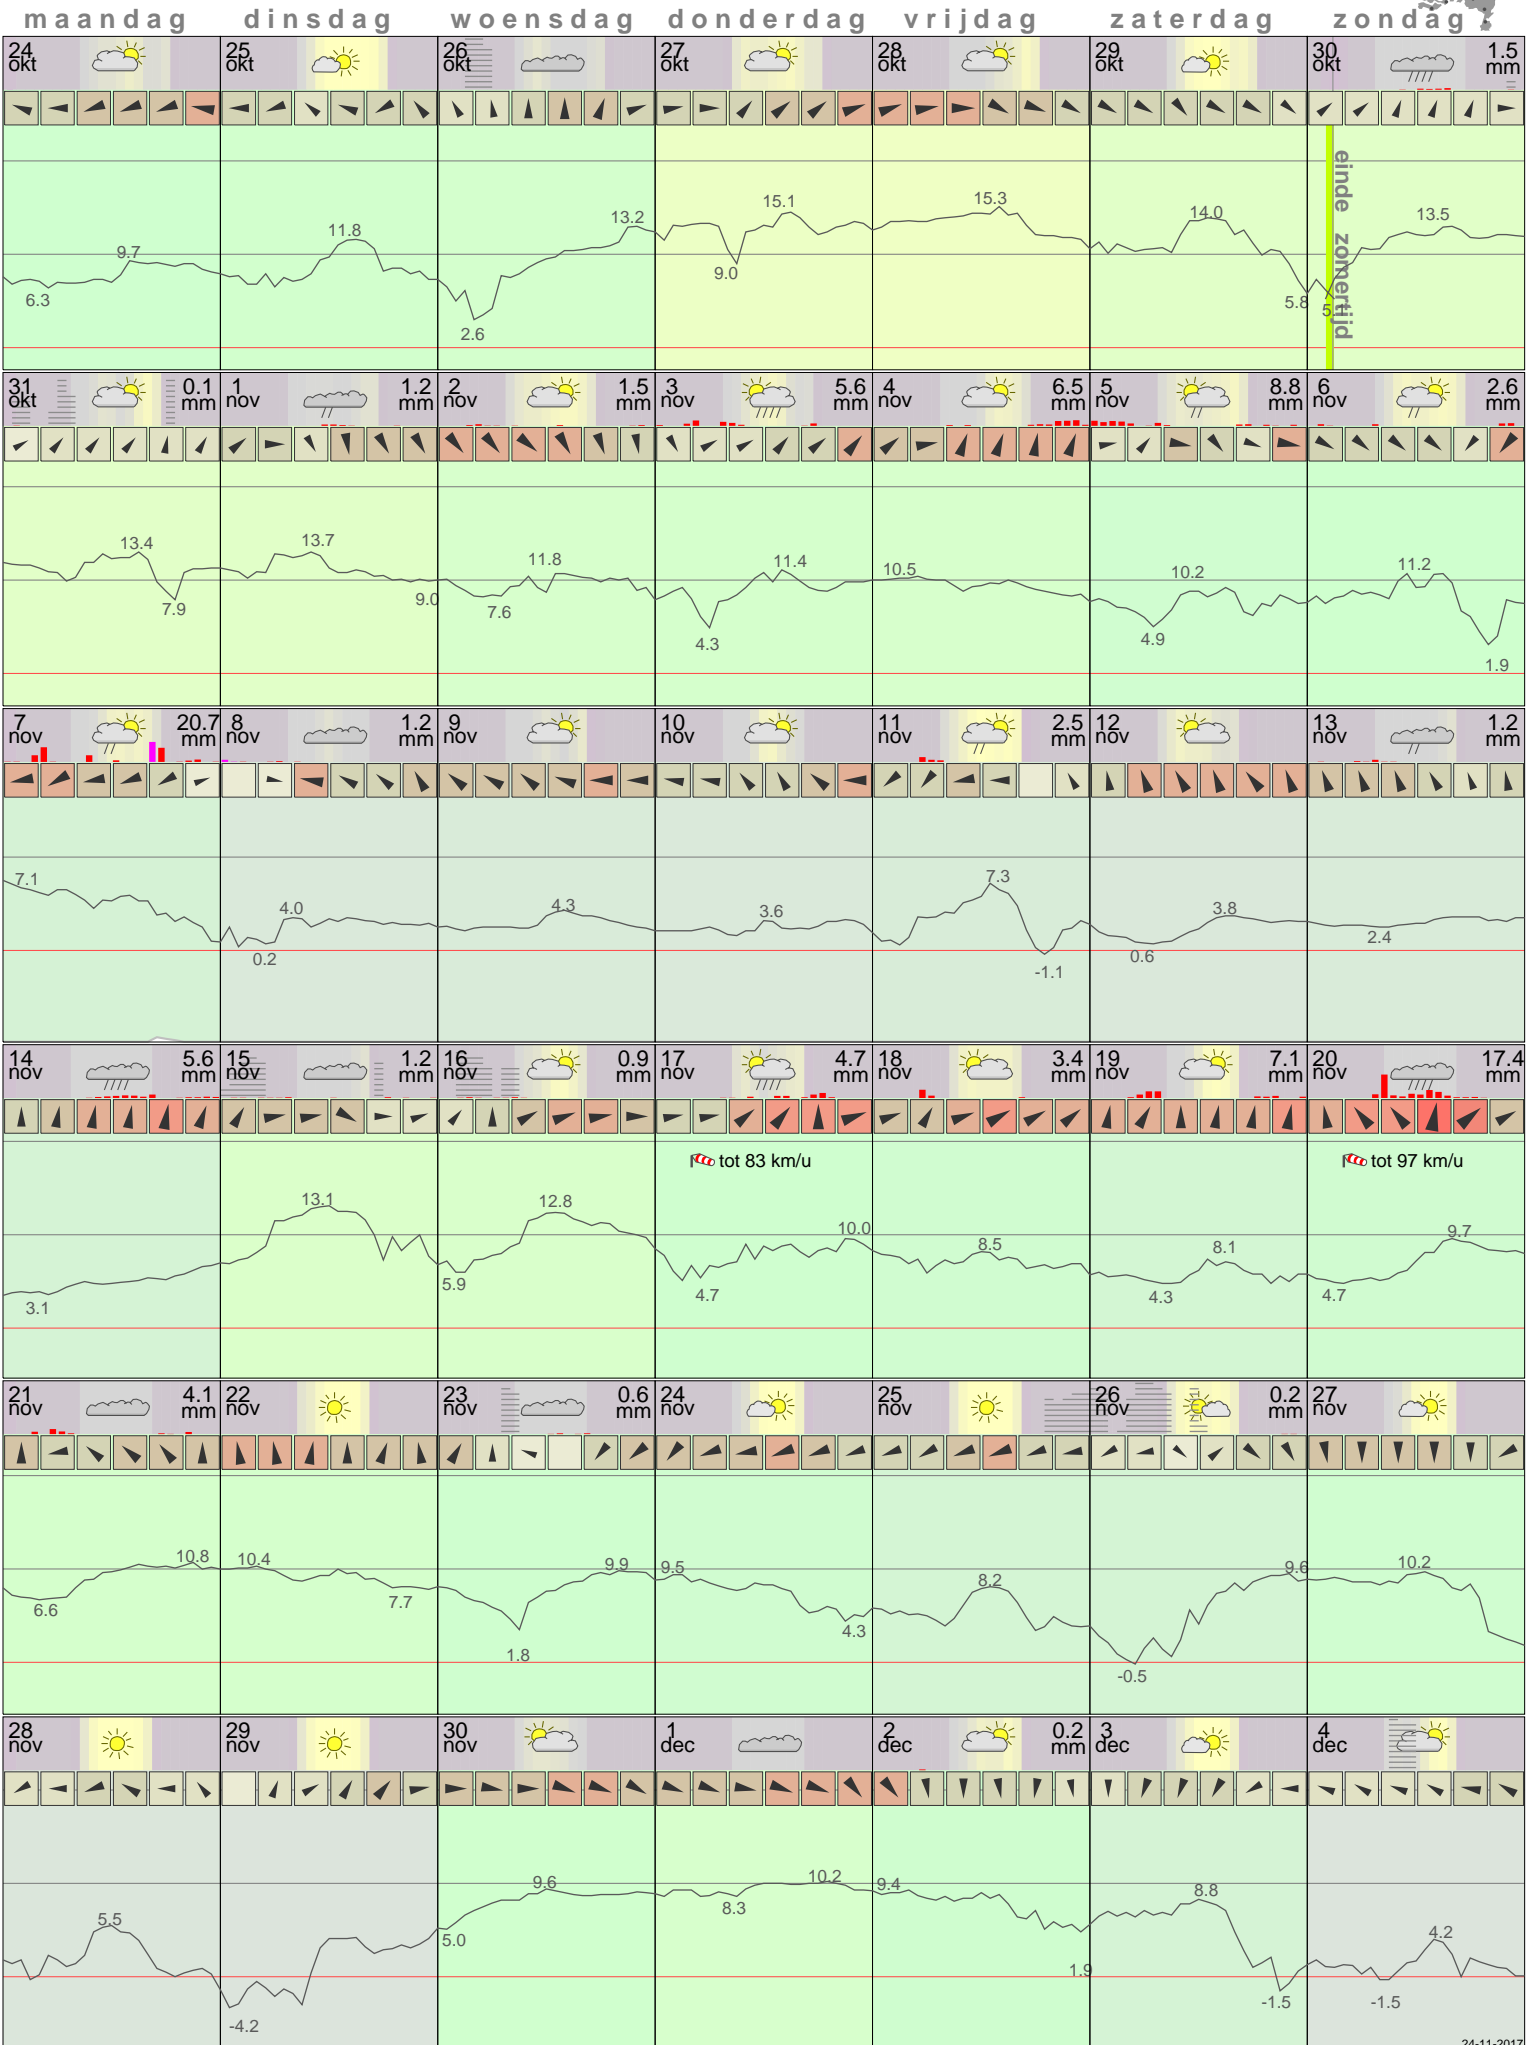 maandag dinsdag woensdag donderdag vrijdag zaterdag zondag
24 okt 25 okt 26 okt 27 okt 28 okt 29 okt 30 okt 1.5 mm
einde zomertijd
9.7 6.3 11.8 13.2 2.6 15.1 9.0 15.3 14.0 5.8 13.5
31 okt 0.1 mm 1 nov 1.2 mm 2 nov 1.5 mm 3 nov 5.6 mm 4 nov 6.5 mm 5 nov 8.8 mm 6 nov 2.6 mm
13.4 7.9 13.7 9.0 11.8 7.6 11.4 4.3 10.5 10.2 4.9 11.2 1.9
7 nov 20.7 mm 8 nov 1.2 mm 9 nov 10 nov 11 nov 2.5 mm 12 nov 13 nov 1.2 mm
7.1 4.0 0.2 4.3 3.6 7.3 -1.1 3.8 0.6 2.4
14 nov 5.6 mm 15 nov 1.2 mm 16 nov 0.9 mm 17 nov 4.7 mm 18 nov 3.4 mm 19 nov 7.1 mm 20 nov 17.4 mm
tot 83 km/u tot 97 km/u
3.1 13.1 12.8 5.9 10.0 4.7 8.5 8.1 4.3 9.7 4.7
21 nov 4.1 mm 22 nov 23 nov 0.6 mm 24 nov 25 nov 26 nov 0.2 mm 27 nov
10.8 6.6 10.4 7.7 9.9 1.8 9.5 4.3 8.2 9.6 -0.5 10.2
28 nov 29 nov 30 nov 1 dec 2 dec 0.2 mm 3 dec 4 dec
5.5 -4.2 9.6 5.0 10.2 8.3 9.4 1.9 8.8 -1.5 4.2 -1.5
24-11-2017